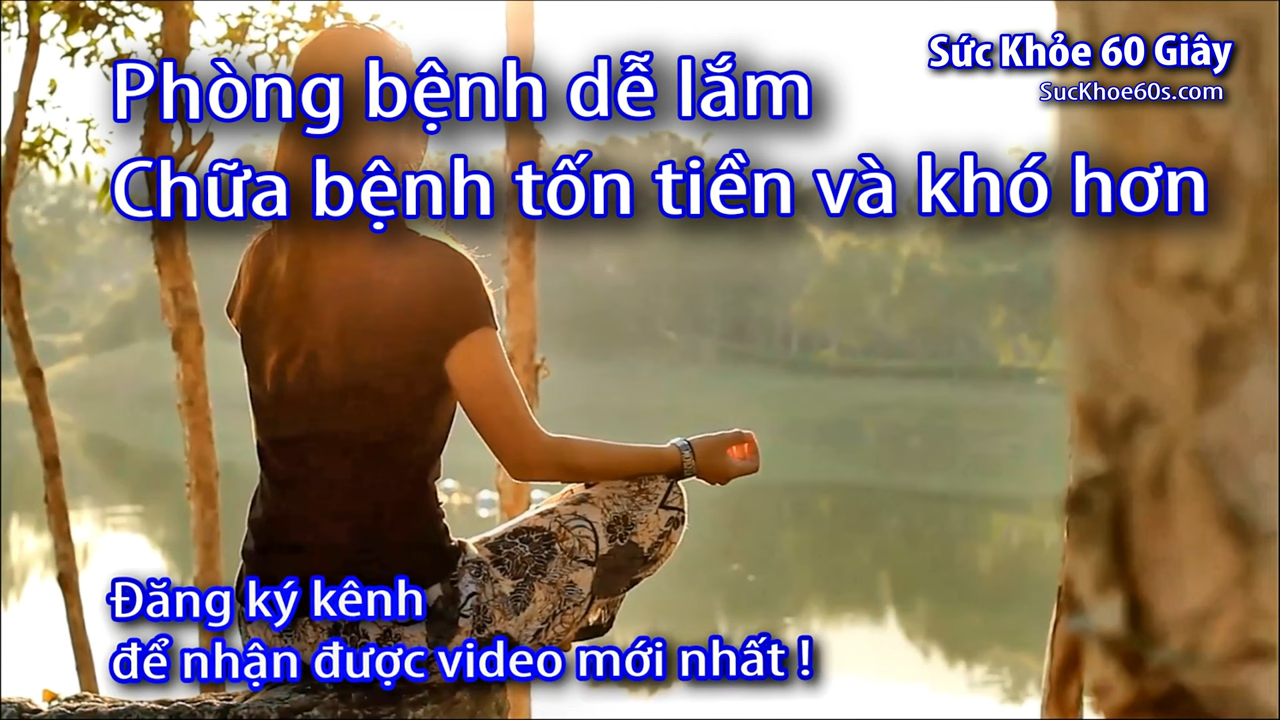 Sức Khỏe 60 Giây
SucKhoe60s.com
Phòng bệnh dễ lắm
Chữa bệnh tốn tiền và khó hơn
Đăng ký kênh
để nhận được video mới nhất !